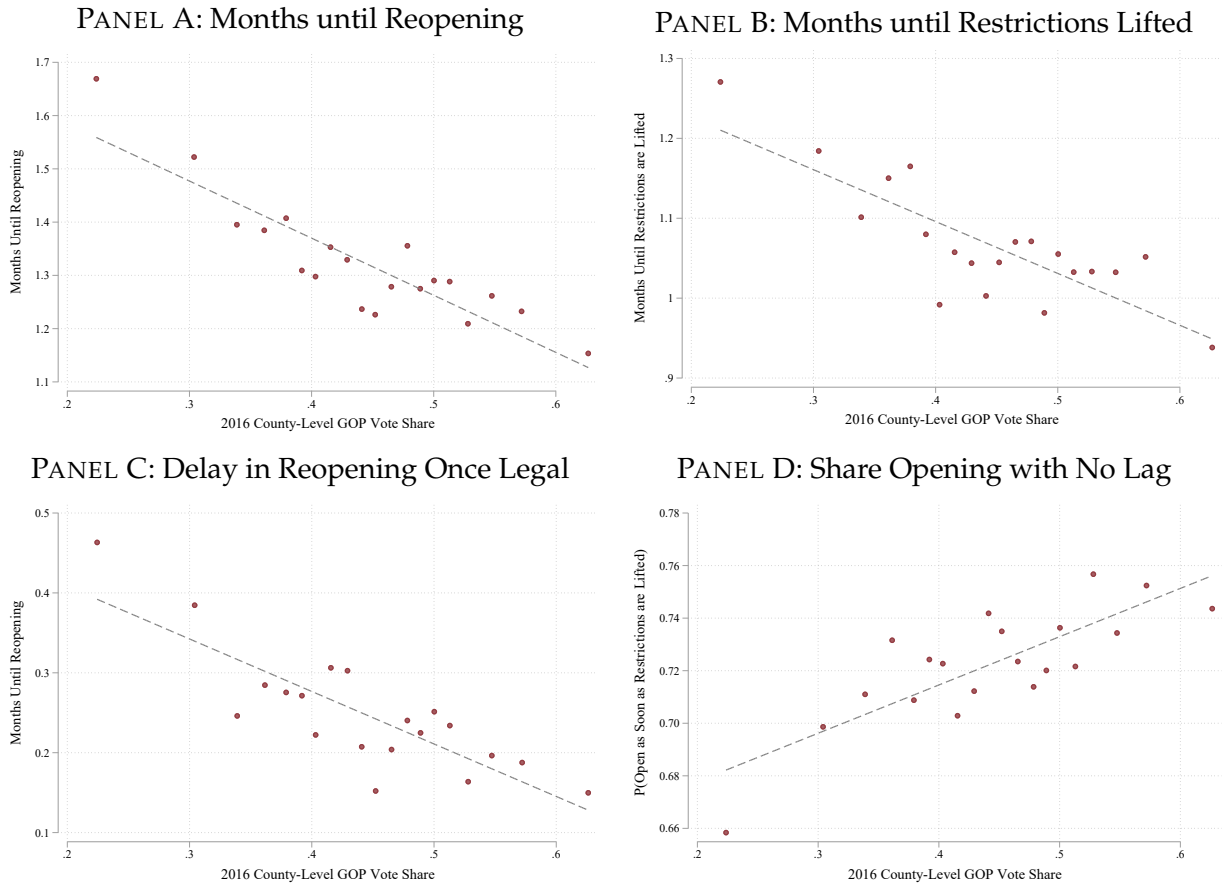 PANEL A: Months until Reopening
1.7
1.6
1.5
1.4
1.3
1.2
1.1
Months Until Reopening
.2 .3 .4 .5 .6
2016 County-Level GOP Vote Share
PANEL B: Months until Restrictions Lifted
1.3
1.2
1.1
1
.9
Months Until Restrictions are Lifted
.2 .3 .4 .5 .6
2016 County-Level GOP Vote Share
PANEL C: Delay in Reopening Once Legal
0.5
0.4
0.3
0.2
0.1
Months Until Reopening
.2 .3 .4 .5 .6
2016 County-Level GOP Vote Share
PANEL D: Share Opening with No Lag
0.78
0.76
0.74
0.72
0.70
0.68
0.66
P(Open as Soon as Restrictions are Lifted)
.2 .3 .4 .5 .6
2016 County-Level GOP Vote Share